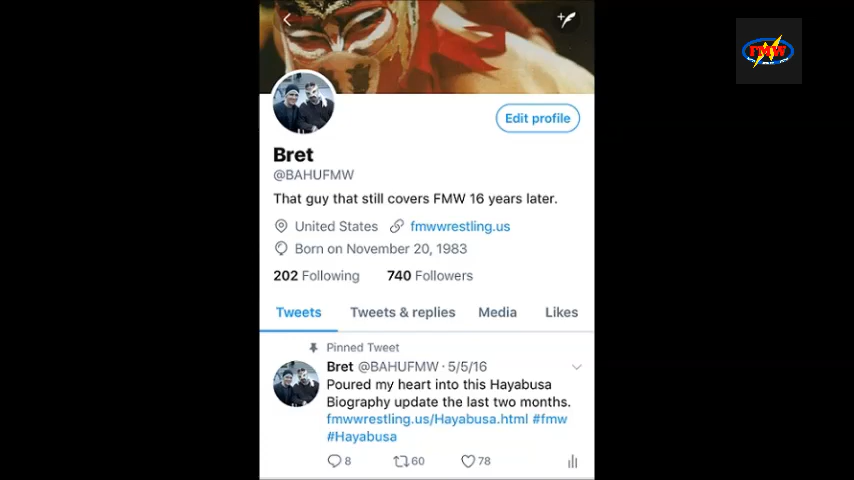 FMW
Edit profile
Bret
@BAHUFMW
That guy that still covers FMW 16 years later.
United States fmwwrestling.us
Born on November 20, 1983
202 Following 740 Followers
Tweets Tweets & replies Media Likes
Pinned Tweet
Bret @BAHUFMW · 5/5/16
Poured my heart into this Hayabusa
Biography update the last two months.
fmwwrestling.us/Hayabusa.html #fmw
#Hayabusa
8 60 78